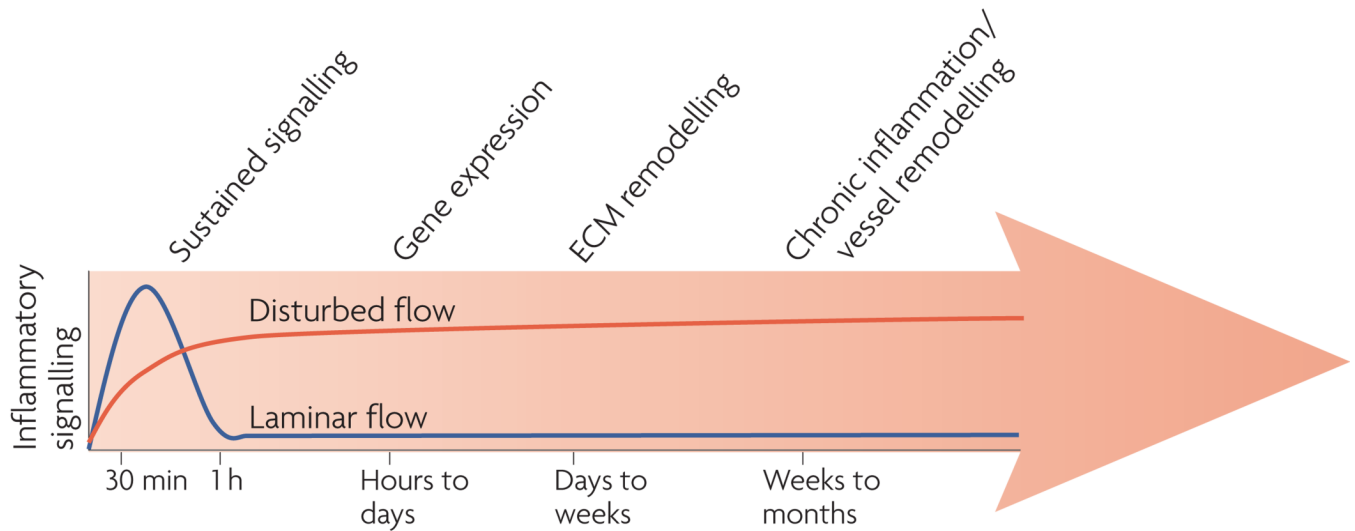 Sustained signalling
Gene expression
ECM remodelling
Chronic inflammation/
vessel remodelling
Inflammatory
signalling
Disturbed flow
Laminar flow
30 min
1 h
Hours to
days
Days to
weeks
Weeks to
months